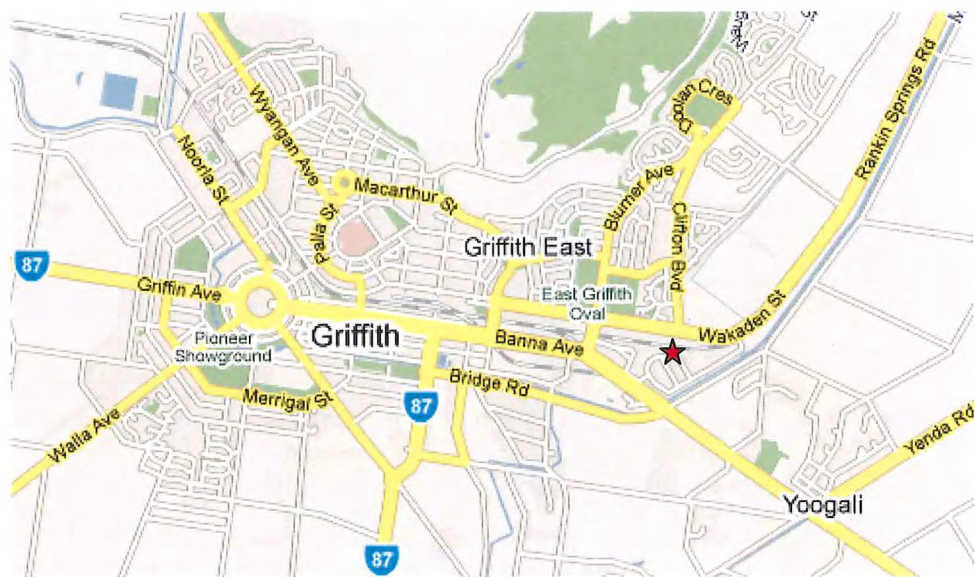 Rankin Springs Rd
Coolan Cres
Wyangan Ave
Noorla St
Blumer Ave
Macarthur St
Palla St
Clifton Blvd
Griffith East
87
Griffin Ave
East Griffith
Oval
Wakaden St
Pioneer
Showground
Griffith
Banna Ave
Bridge Rd
Merrigal St
87
Walla Ave
Yenda Rd
Yoogali
87